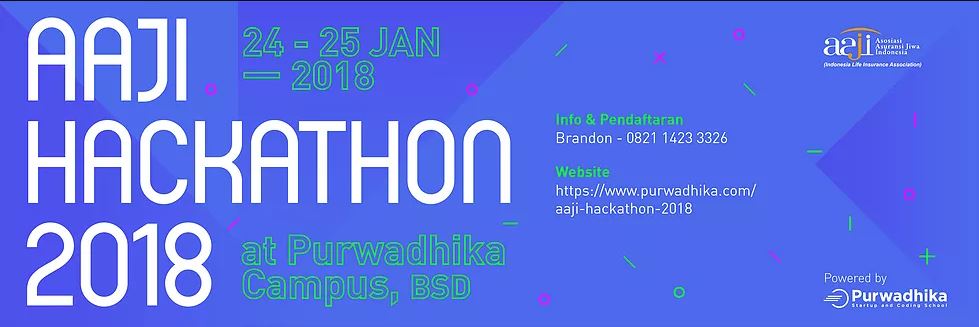 AAJI
HACKATHON
2018
24 - 25 JAN
— 2018
at Purwadhika
Campus, BSD
Info & Pendaftaran
Brandon - 0821 1423 3326
Website
https://www.purwadhika.com/
aaji-hackathon-2018
aaji
Asosiasi
Asuransi Jiwa
Indonesia
(Indonesia Life Insurance Association)
Powered by
Purwadhika
Startup and Coding School